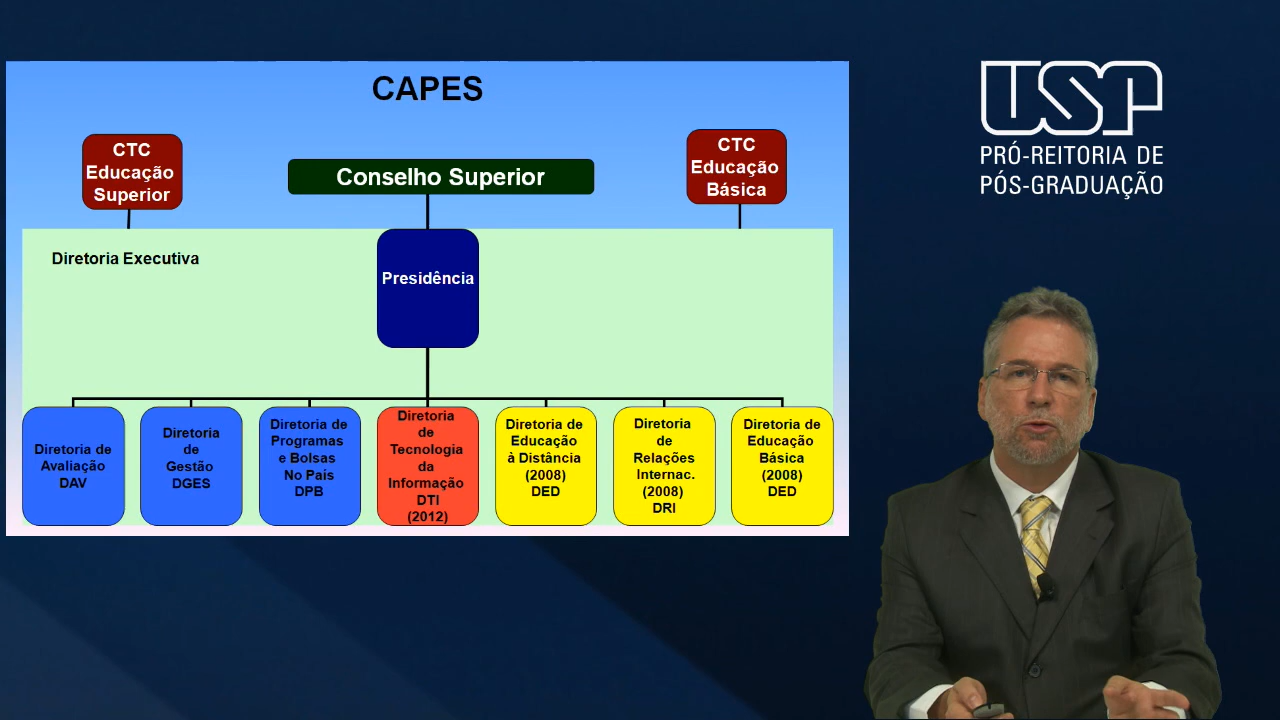 CAPES
CTC
Educação
Superior
Conselho Superior
CTC
Educação
Básica
Diretoria Executiva
Presidência
Diretoria de
Avaliação
DAV
Diretoria
de
Gestão
DGES
Diretoria de
Programas
e Bolsas
No País
DPB
Diretoria
de
Tecnologia
da
Informação
DTI
(2012)
Diretoria de
Educação
à Distância
(2008)
DED
Diretoria
de
Relações
Internac.
(2008)
DRI
Diretoria de
Educação
Básica
(2008)
DED
USP
PRÓ-REITORIA DE
PÓS-GRADUAÇÃO